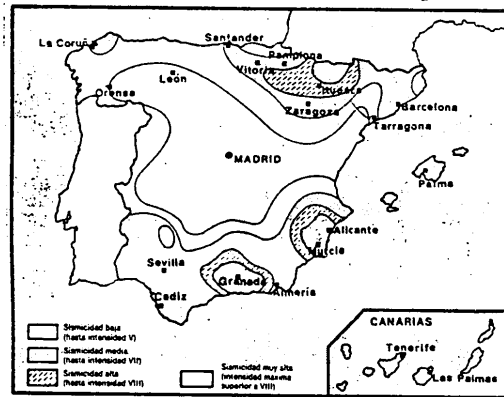 La Coruña
Santander
Pamplona
Vitoria
León
Orense
Huesca
Zaragoza
Barcelona
Tarragona
MADRID
Palma
Alicante
Murcia
Sevilla
Granada
Almería
Cadiz
Sismicidad baja
(hasta intensidad V)
Sismicidad media
(hasta intensidad VII)
Sismicidad alta
(hasta intensidad VIII)
Sismicidad muy alta
(intensidad máxima
superior a VIII)
CANARIAS
Tenerife
Las Palmas